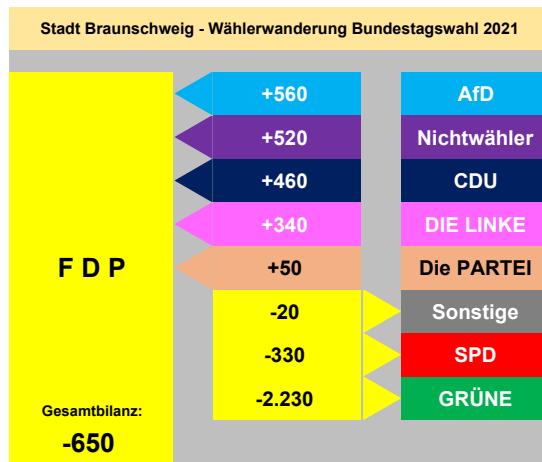 Stadt Braunschweig - Wählerwanderung Bundestagswahl 2021
+560 AfD
+520 Nichtwähler
+460 CDU
+340 DIE LINKE
F D P +50 Die PARTEI
-20 Sonstige
-330 SPD
-2.230 GRÜNE
Gesamtbilanz:
-650